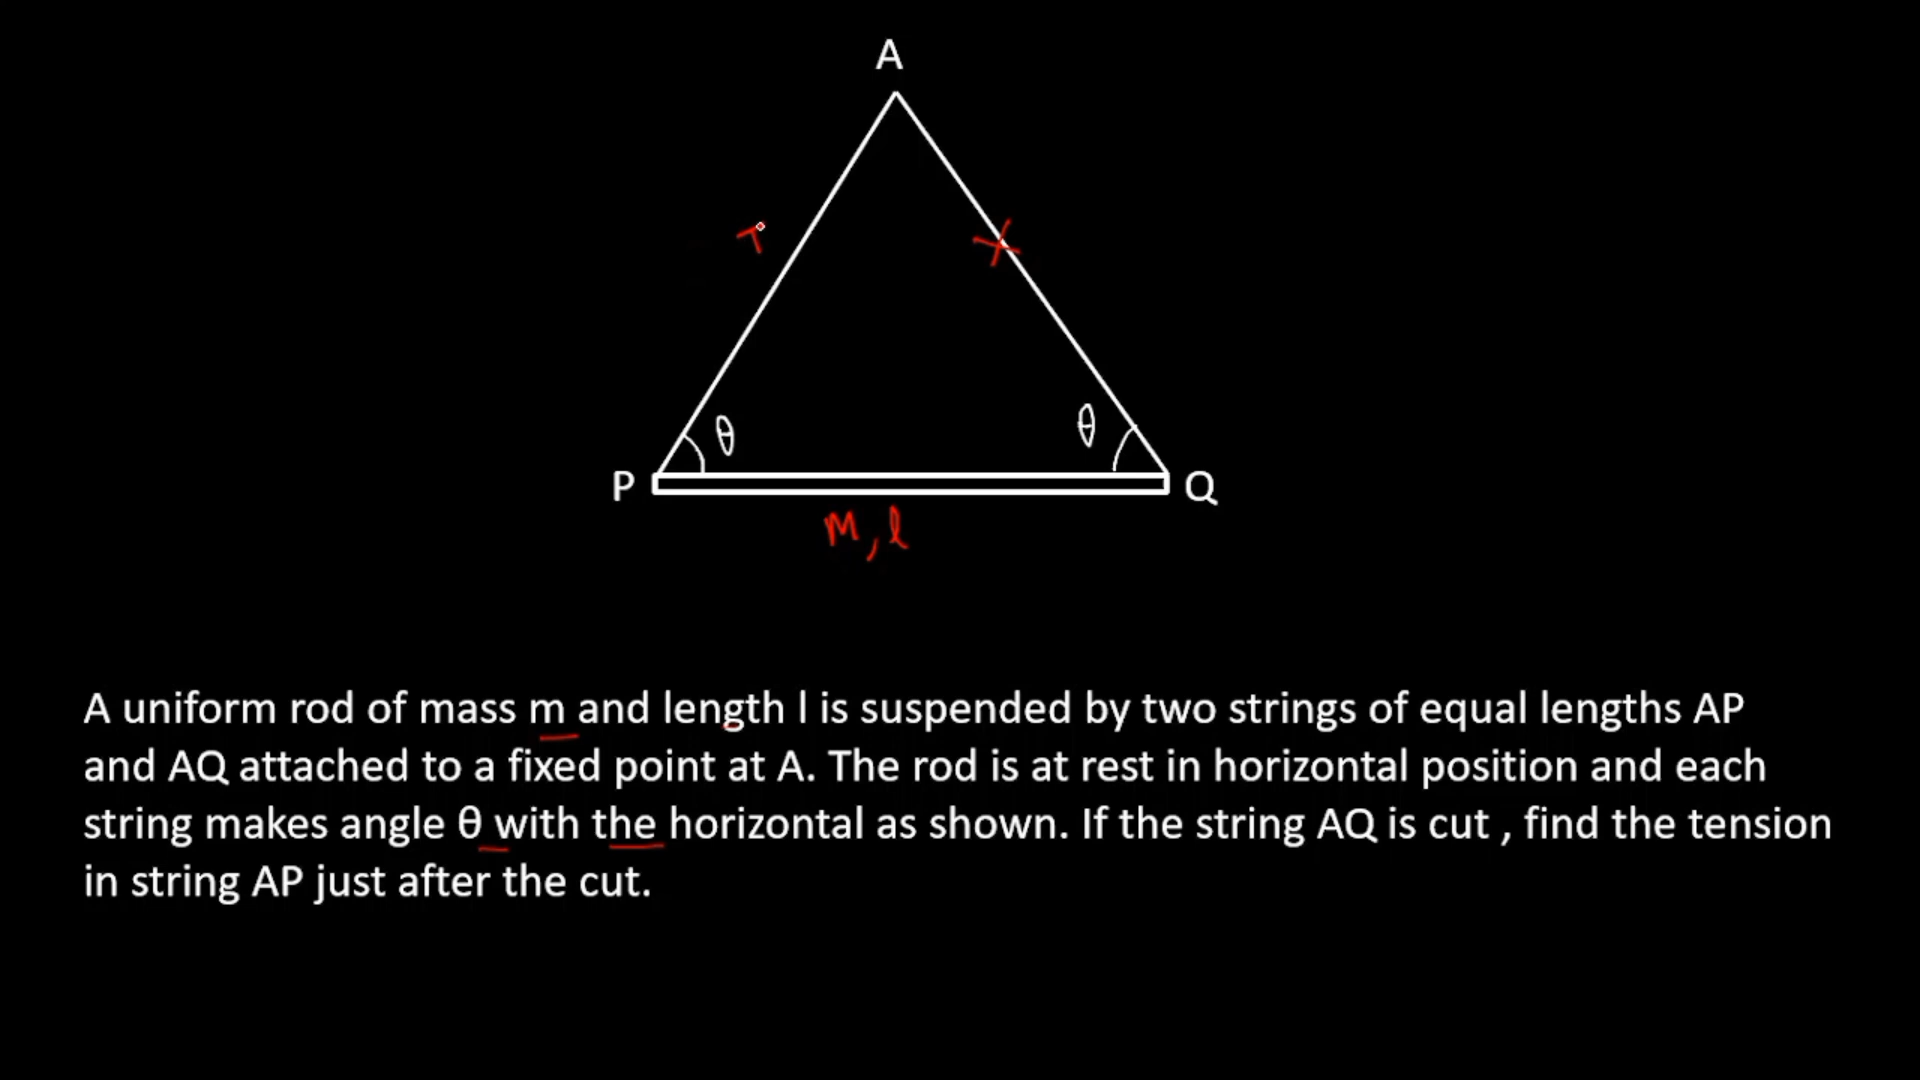 A
T
θ
θ
P
Q
M, l
A uniform rod of mass m and length l is suspended by two strings of equal lengths AP
and AQ attached to a fixed point at A. The rod is at rest in horizontal position and each
string makes angle θ with the horizontal as shown. If the string AQ is cut , find the tension
in string AP just after the cut.